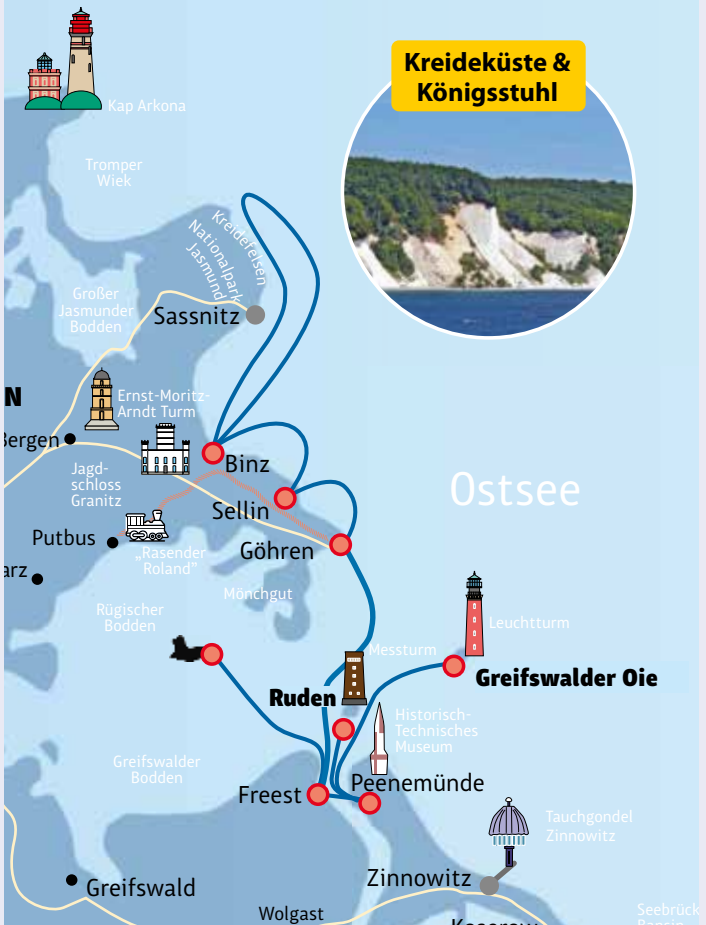 Kreideküste &
Königsstuhl
Kap Arkona
Tromper
Wiek
Kreidefelsen
Nationalpark
Jasmund
Großer
Jasmunder
Bodden
Sassnitz
N
Ernst-Moritz-
Arndt Turm
Bergen
Binz
Jagd-
schloss
Granitz
Ostsee
Sellin
Putbus
Göhren
„Rasender
Roland"
arz
Mönchgut
Rügischer
Bodden
Leuchtturm
Messturm
Greifswalder Oie
Ruden
Historisch-
Technisches
Museum
Greifswalder
Bodden
Peenemünde
Freest
Tauchgondel
Zinnowitz
Zinnowitz
Greifswald
Wolgast
Seebrück